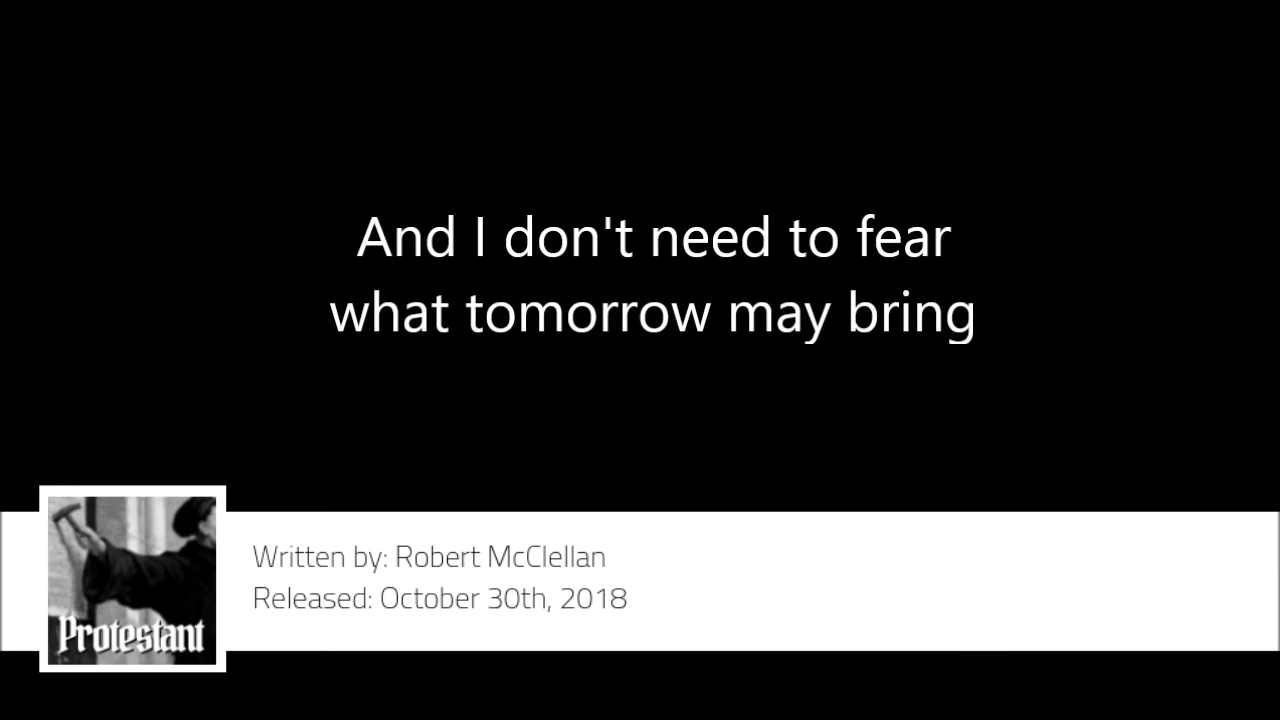 And I don't need to fear
what tomorrow may bring
Written by: Robert McClellan
Released: October 30th, 2018
Protestant